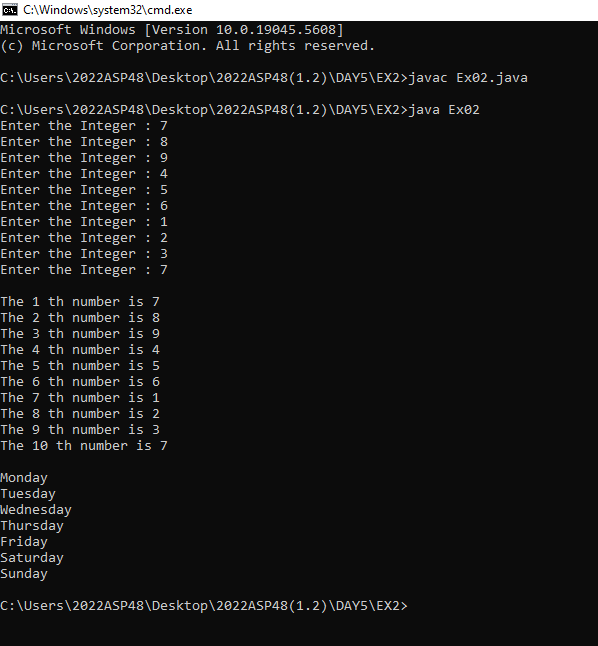 C:\Windows\system32\cmd.exe
Microsoft Windows [Version 10.0.19045.5608]
(c) Microsoft Corporation. All rights reserved.
C:\Users\2022ASP48\Desktop\2022ASP48(1.2)\DAY5\EX2>javac Ex02.java
C:\Users\2022ASP48\Desktop\2022ASP48(1.2)\DAY5\EX2>java Ex02
Enter the Integer : 7
Enter the Integer : 8
Enter the Integer : 9
Enter the Integer : 4
Enter the Integer : 5
Enter the Integer : 6
Enter the Integer : 1
Enter the Integer : 2
Enter the Integer : 3
Enter the Integer : 7
The 1 th number is 7
The 2 th number is 8
The 3 th number is 9
The 4 th number is 4
The 5 th number is 5
The 6 th number is 6
The 7 th number is 1
The 8 th number is 2
The 9 th number is 3
The 10 th number is 7
Monday
Tuesday
Wednesday
Thursday
Friday
Saturday
Sunday
C:\Users\2022ASP48\Desktop\2022ASP48(1.2)\DAY5\EX2>